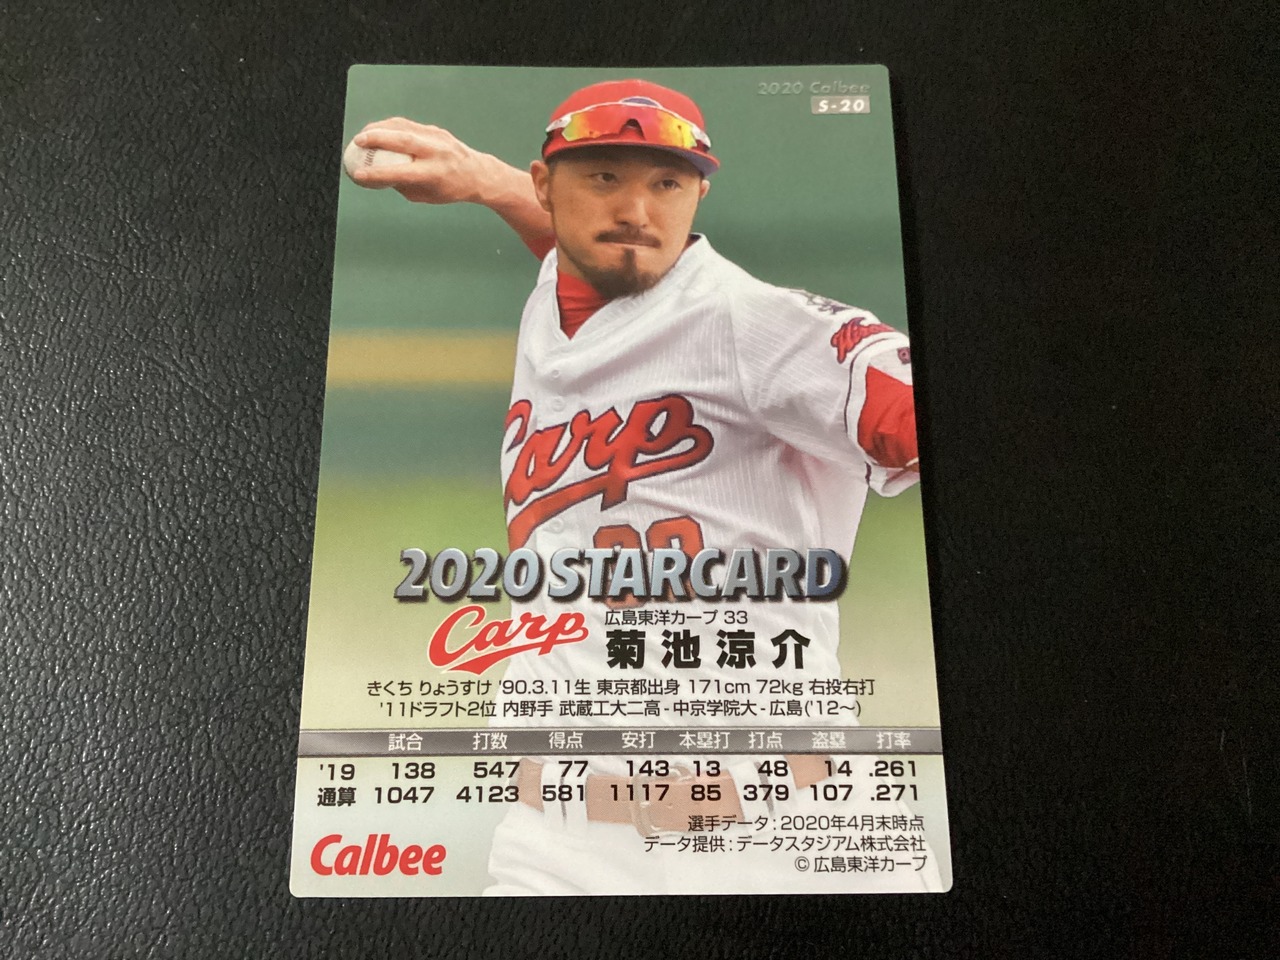 2020 Calbee
S-20
Carp
33
2020 STARCARD
Carp
広島東洋カープ 33
菊池涼介
きくち りょうすけ '90.3.11生 東京都出身 171cm 72kg 右投右打
'11ドラフト2位 内野手 武蔵工大二高-中京学院大-広島('12～)
試合 打数 得点 安打 本塁打 打点 盗塁 打率
'19 138 547 77 143 13 48 14 .261
通算 1047 4123 581 1117 85 379 107 .271
選手データ:2020年4月末時点
データ提供:データスタジアム株式会社
© 広島東洋カープ
Calbee